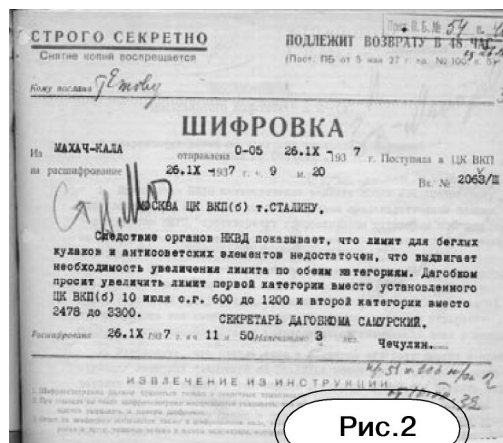 СТРОГО СЕКРЕТНО
Снятие копий воспрещается
ПОДЛЕЖИТ ВОЗВРАТУ В 48 ЧАС.
(Пост. ПБ от 5 мая 27 г.
Кому послана
ШИФРОВКА
Из МАХАЧ-КАЛА отправлена 0-05 26.IX -1937 г. Поступила в ЦК ВКП
на расшифрование 26.IX -1937 г. ч 9 м. 20
Вх. № 2063/Ш
МОСКВА ЦК ВКП(б) т.СТАЛИНУ.
Следствие органов НКВД показывает, что лимит для беглых
кулаков и антисоветских элементов недостаточен, что выдвигает
необходимость увеличения лимита по обеим категориям. Дагобком
просит увеличить лимит первой категории вместо установленного
ЦК ВКП(б) 10 июля с.г. 600 до 1200 и второй категории вместо
2478 до 3300.
СЕКРЕТАРЬ ДАГОБКОМА САМУРСКИЙ.
Расшифрована 26.IX 1937 г. ч 11 м 50 Напечатано 3 экз.
Чечулин.
ИЗВЛЕЧЕНИЕ ИЗ ИНСТРУКЦИИ
Рис.2